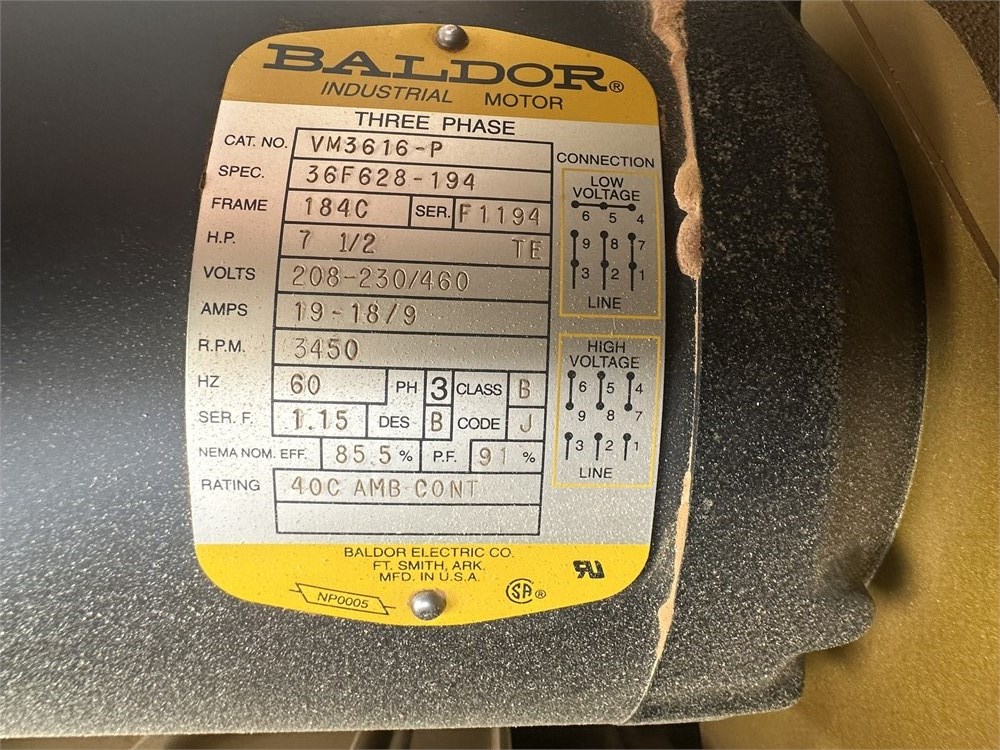 BALDOR®
INDUSTRIAL MOTOR
THREE PHASE
CAT. NO. VM3616-P
SPEC. 36F628-194
FRAME 184C SER. F1194
H.P. 7 1/2 TE
VOLTS 208-230/460
AMPS 19-18/9
R.P.M. 3450
HZ 60 PH 3 CLASS B
SER. F. 1.15 DES B CODE J
NEMA NOM. EFF. 85.5 % P.F. 91 %
RATING 40C AMB-CONT
CONNECTION
LOW
VOLTAGE
6 5 4
9 8 7
3 2 1
LINE
HIGH
VOLTAGE
6 5 4
9 8 7
3 2 1
LINE
BALDOR ELECTRIC CO.
FT. SMITH, ARK.
MFD. IN U.S.A.
NP0005
SA®
RU